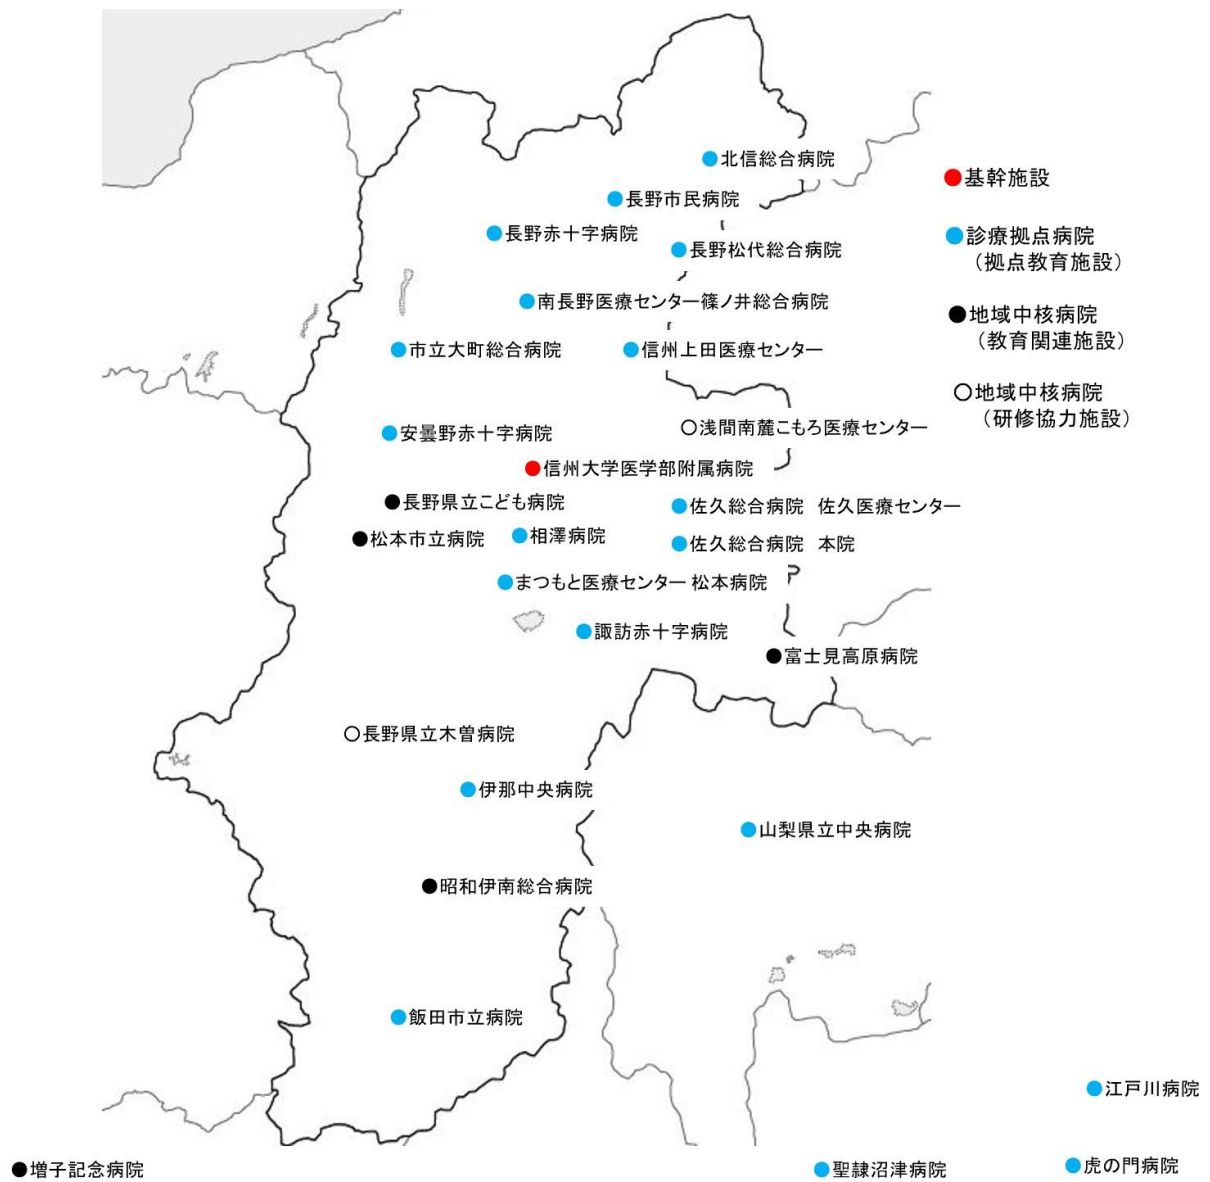 ●北信総合病院
●長野市民病院
●長野赤十字病院
●長野松代総合病院
●南長野医療センター篠ノ井総合病院
●市立大町総合病院
●信州上田医療センター
○浅間南麓こもろ医療センター
●安曇野赤十字病院
●信州大学医学部附属病院
●長野県立こども病院
●佐久総合病院 佐久医療センター
●松本市立病院
●相澤病院
●佐久総合病院 本院
●まつもと医療センター 松本病院
●諏訪赤十字病院
●富士見高原病院
○長野県立木曽病院
●伊那中央病院
●山梨県立中央病院
●昭和伊南総合病院
●飯田市立病院
●江戸川病院
●増子記念病院
●聖隷沼津病院
●虎の門病院
●基幹施設
●診療拠点病院
（拠点教育施設）
●地域中核病院
（教育関連施設）
○地域中核病院
（研修協力施設）